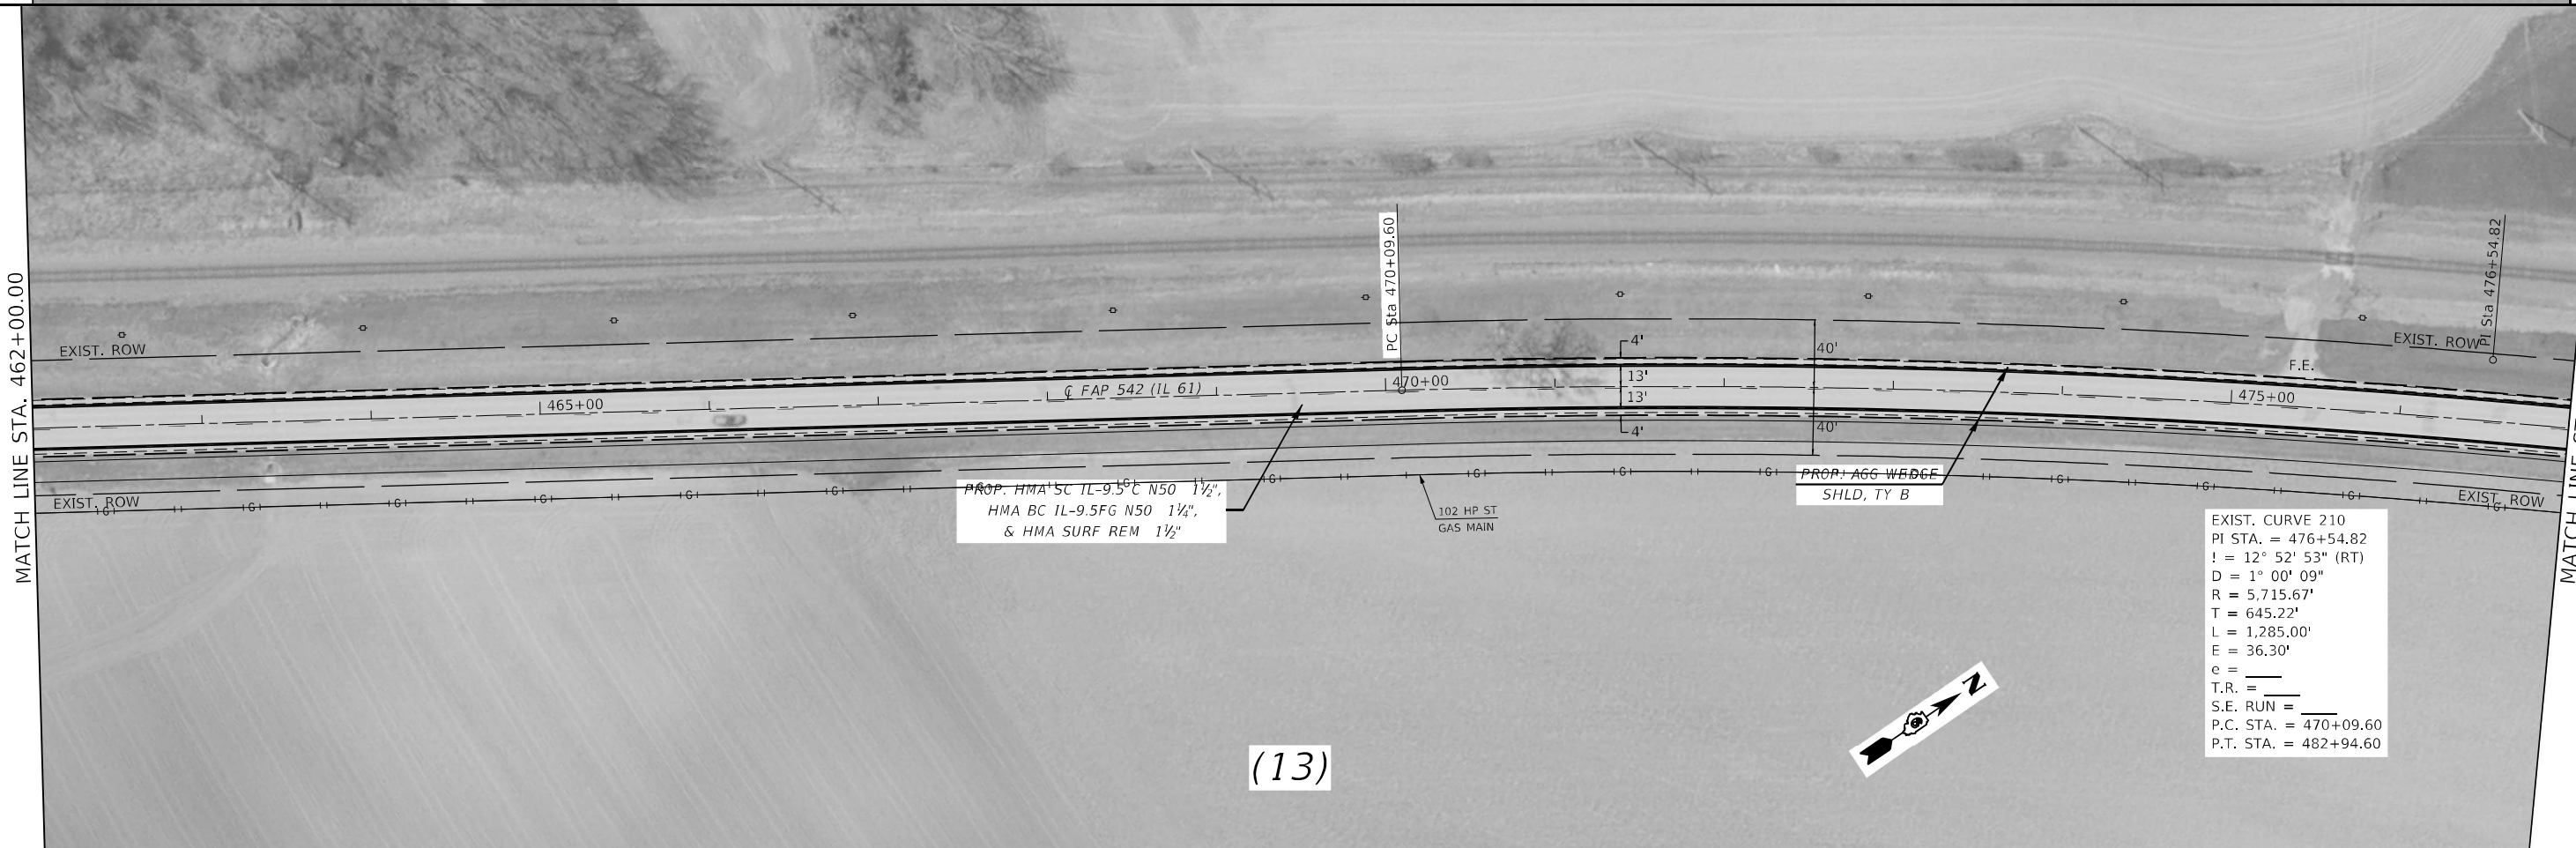 MATCH LINE STA. 462+00.00
EXIST. ROW
EXIST. ROW
465+00
℄ FAP 542 (IL 61)
PC Sta 470+09.60
470+00
4'
13'
13'
4'
40'
40'
PROP. HMA SC IL-9.5 C N50 1½",
HMA BC IL-9.5FG N50 1¼",
& HMA SURF REM 1½"
102 HP ST
GAS MAIN
PROP. AGG WEDGE
SHLD, TY B
F.E.
475+00
EXIST. ROW
PI Sta 476+54.82
EXIST. ROW
G G G G G G G G G G G G G G G G G
MATCH LINE
EXIST. CURVE 210
PI STA. = 476+54.82
! = 12° 52' 53" (RT)
D = 1° 00' 09"
R = 5,715.67'
T = 645.22'
L = 1,285.00'
E = 36.30'
e = ____
T.R. = ____
S.E. RUN = ____
P.C. STA. = 470+09.60
P.T. STA. = 482+94.60
N
(13)